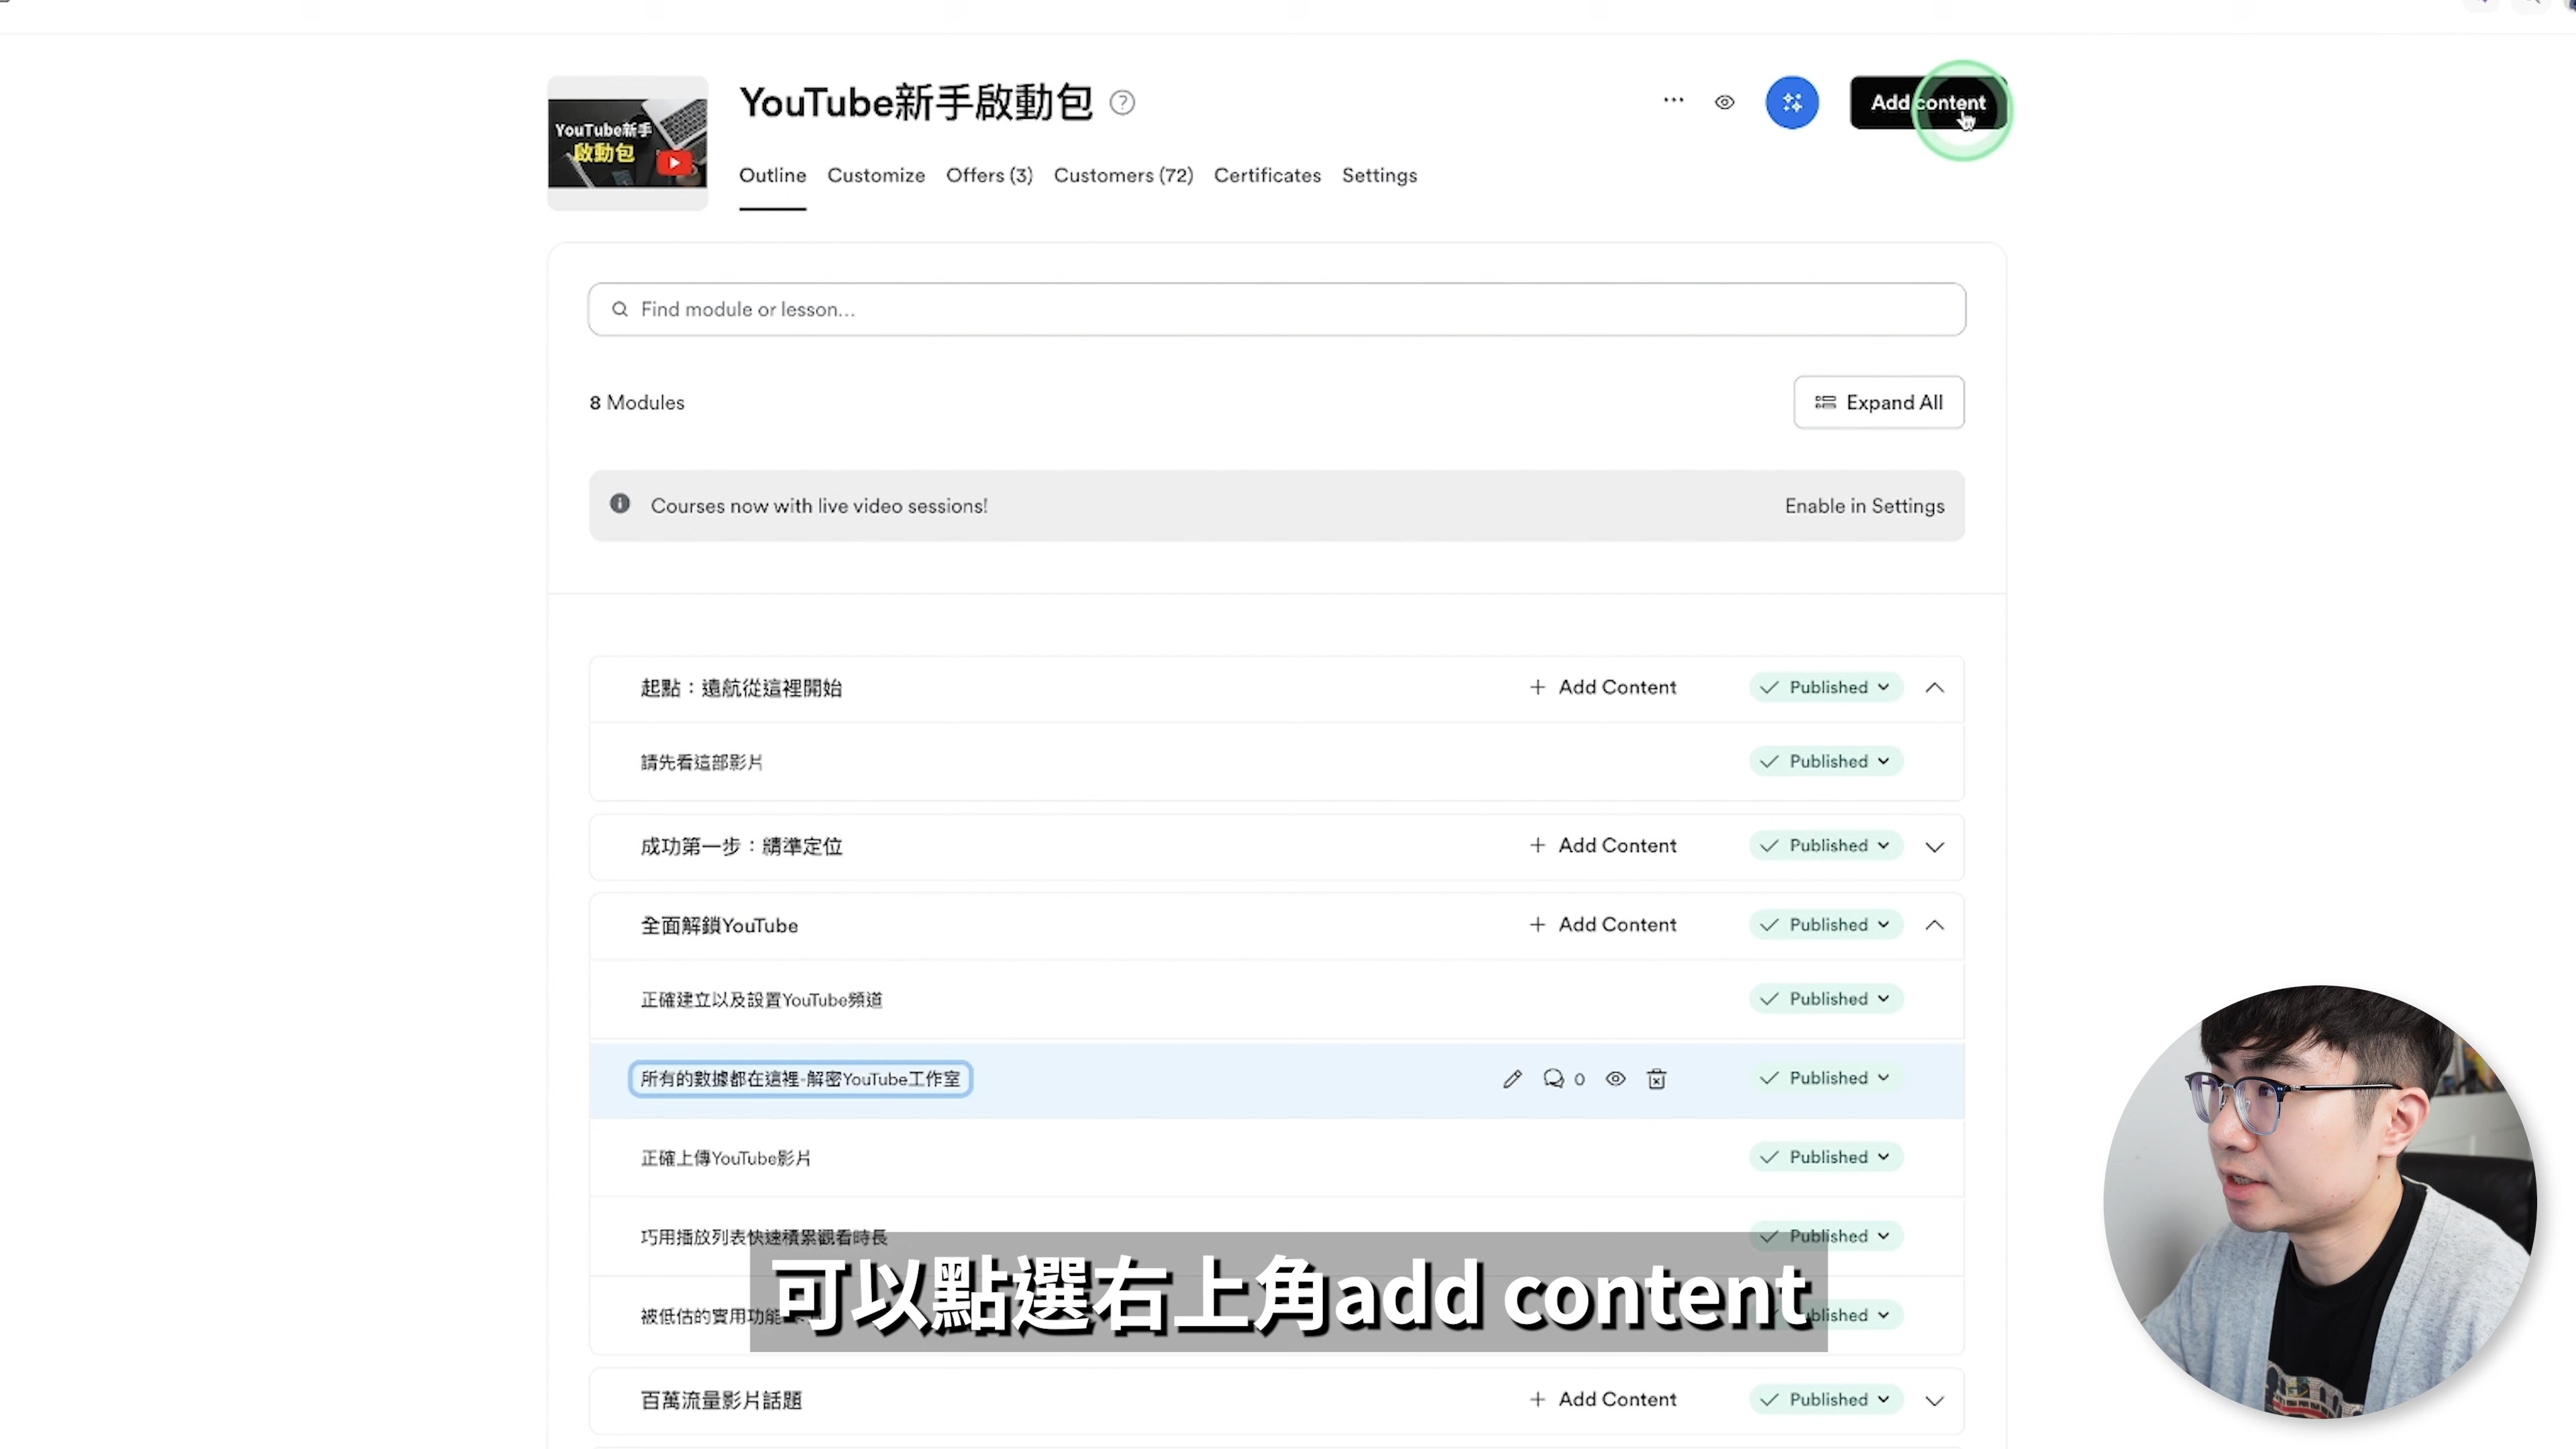 YouTube新手啟動包
Add content
YouTube新手
啟動包
Outline Customize Offers (3) Customers (72) Certificates Settings
Find module or lesson...
8 Modules
Expand All
Courses now with live video sessions!
Enable in Settings
起點：遠航從這裡開始
+ Add Content
Published
請先看這部影片
Published
成功第一步：精準定位
+ Add Content
Published
全面解鎖YouTube
+ Add Content
Published
正確建立以及設置YouTube頻道
Published
所有的數據都在這裡-解密YouTube工作室
0
Published
正確上傳YouTube影片
Published
巧用播放列表快速積累觀看時長
Published
被低估的實用功能
可以點選右上角add content
百萬流量影片話題
+ Add Content
Published